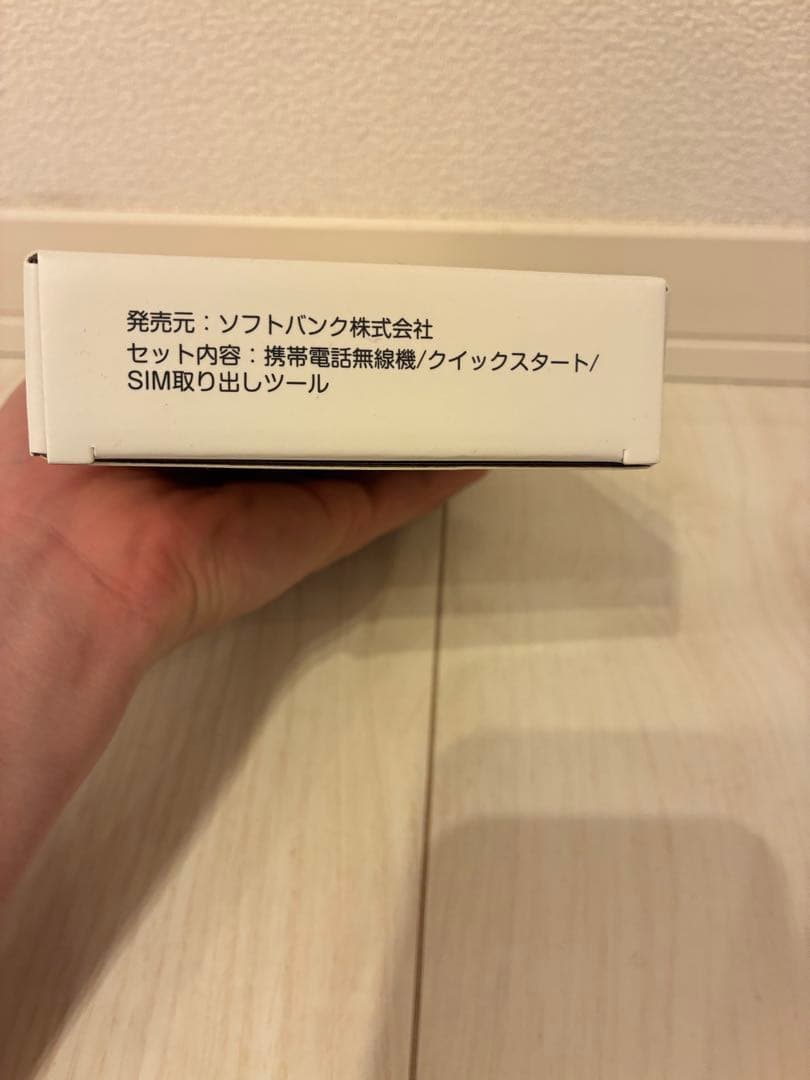 発売元：ソフトバンク株式会社
セット内容：携帯電話無線機/クイックスタート/
SIM取り出しツール